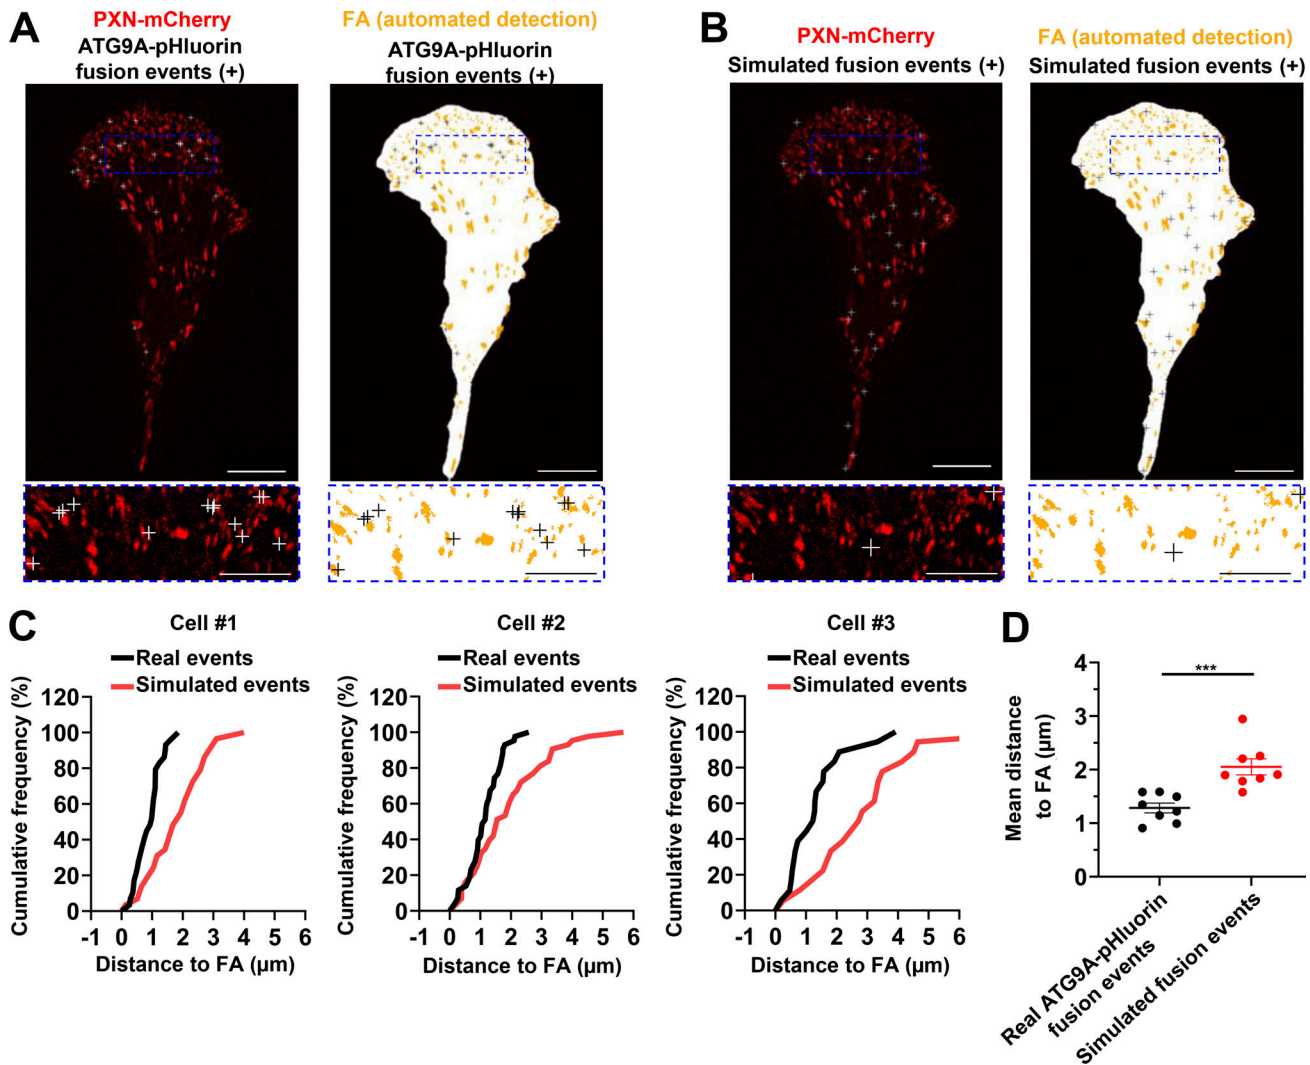 A
PXN-mCherry
ATG9A-pHluorin
fusion events (+)
FA (automated detection)
ATG9A-pHluorin
fusion events (+)
B
PXN-mCherry
Simulated fusion events (+)
FA (automated detection)
Simulated fusion events (+)
C
Cell #1
Real events
Simulated events
Cumulative frequency (%)
120
100
80
60
40
20
0
-1 0 1 2 3 4 5 6
Distance to FA (μm)
Cell #2
Real events
Simulated events
Cumulative frequency (%)
120
100
80
60
40
20
0
-1 0 1 2 3 4 5 6
Distance to FA (μm)
Cell #3
Real events
Simulated events
Cumulative frequency (%)
120
100
80
60
40
20
0
-1 0 1 2 3 4 5 6
Distance to FA (μm)
D
Mean distance
to FA (μm)
4
3
2
1
0
***
Real ATG9A-pHluorin
fusion events
Simulated fusion events